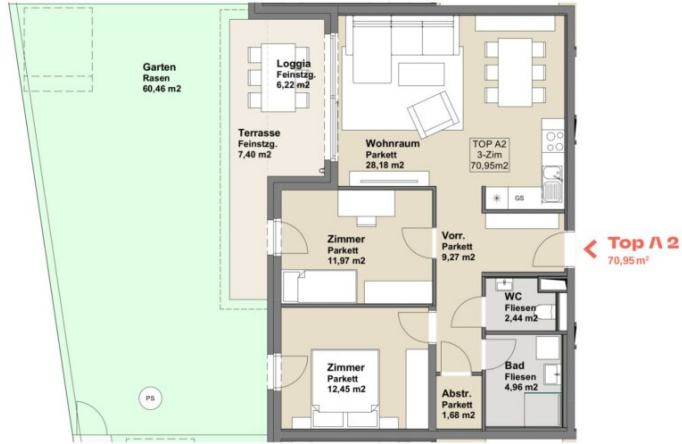 Garten
Rasen
60,46 m2
Loggia
Feinstzg.
6,22 m2
Terrasse
Feinstzg.
7,40 m2
Wohnraum
Parkett
28,18 m2
TOP A2
3-Zim
70,95m2
GS
Zimmer
Parkett
11,97 m2
Vorr.
Parkett
9,27 m2
Top A 2
70,95 m²
WC
Fliesen
2,44 m2
Zimmer
Parkett
12,45 m2
Bad
Fliesen
4,96 m2
Abstr.
Parkett
1,68 m2
PS